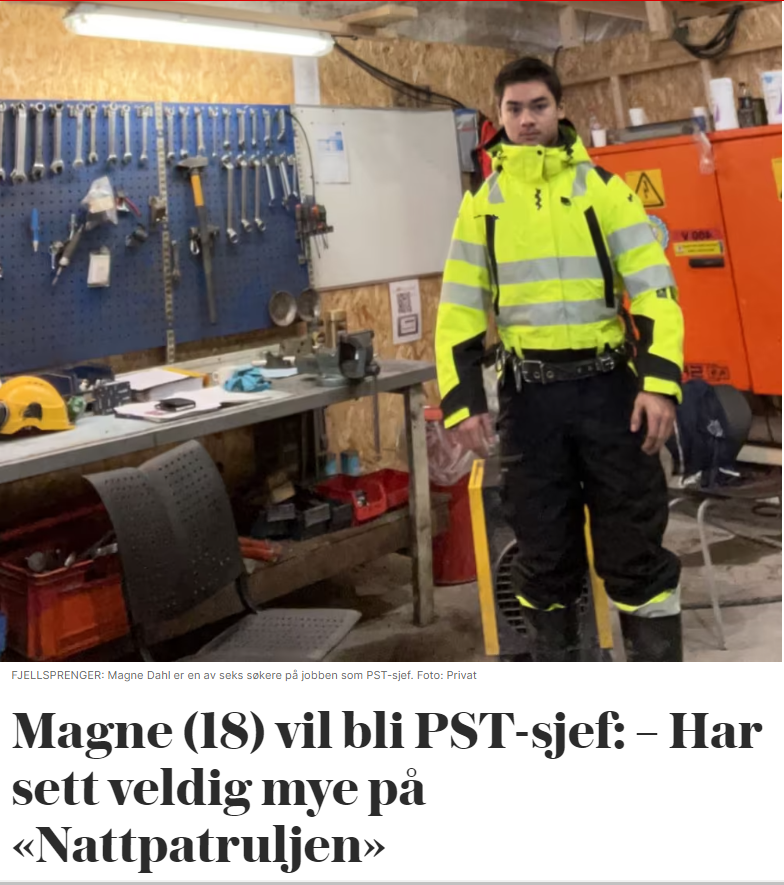 FJELLSPRENGER: Magne Dahl er en av seks søkere på jobben som PST-sjef. Foto: Privat
Magne (18) vil bli PST-sjef: – Har
sett veldig mye på
«Nattpatruljen»